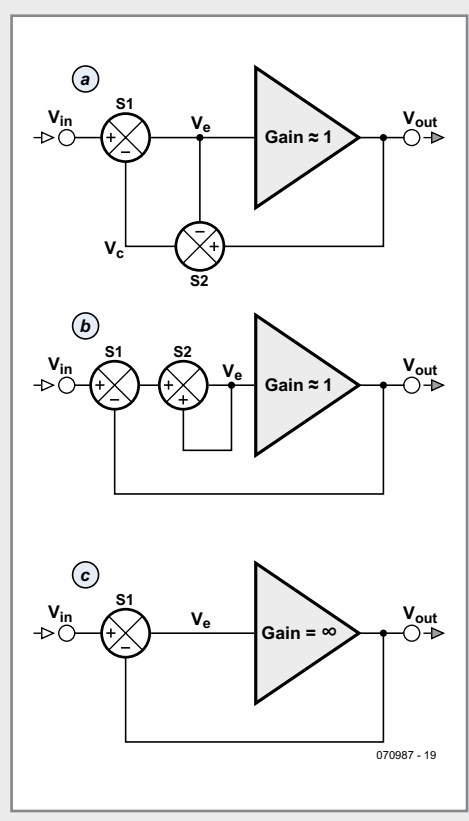 a
S1
Vin
+
−
Ve
Gain ≈ 1
Vout
Vc
−
+
S2
b
Vin
S1
S2
+
−
+
+
Ve
Gain ≈ 1
Vout
c
S1
Vin
+
−
Ve
Gain = ∞
Vout
070987 - 19